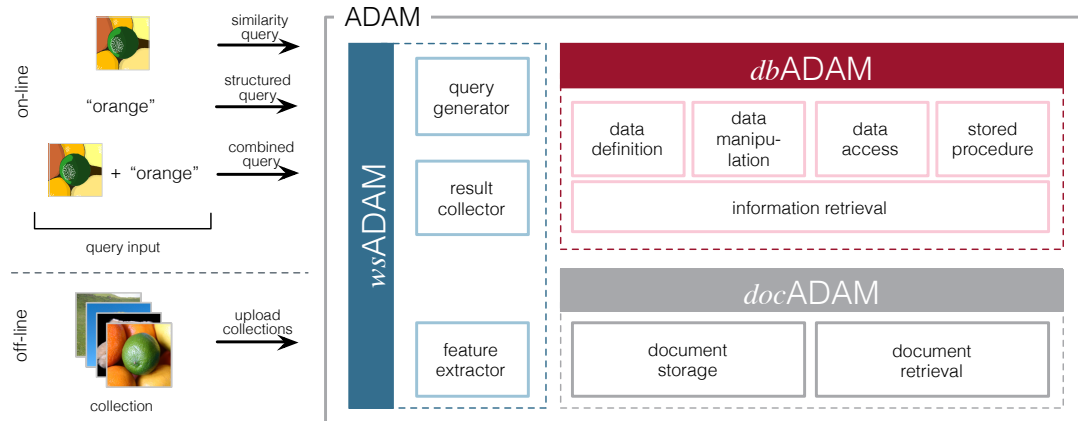 ADAM
on-line
similarity
query
"orange"
structured
query
+ "orange"
combined
query
query input
off-line
upload
collections
collection
wsADAM
query
generator
result
collector
feature
extractor
dbADAM
data
definition
data
manipu-
lation
data
access
stored
procedure
information retrieval
docADAM
document
storage
document
retrieval